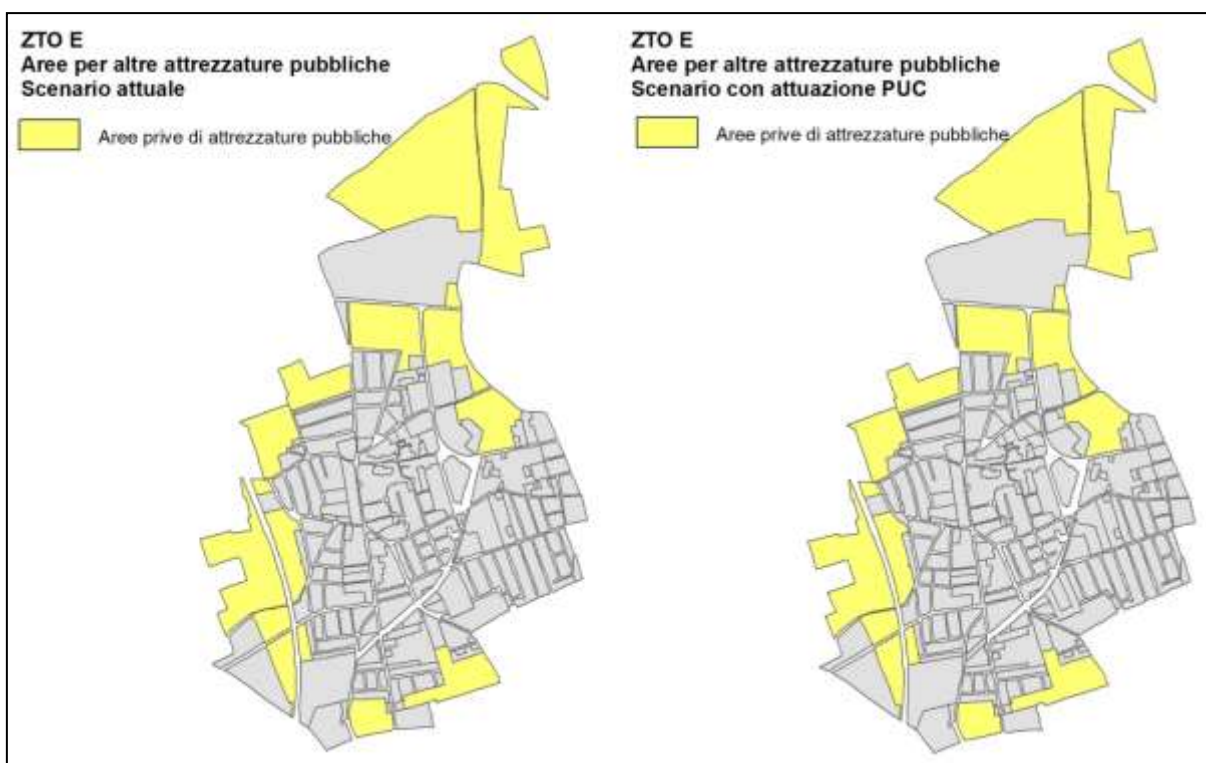 ZTO E
Aree per altre attrezzature pubbliche
Scenario attuale
Aree prive di attrezzature pubbliche
ZTO E
Aree per altre attrezzature pubbliche
Scenario con attuazione PUC
Aree prive di attrezzature pubbliche